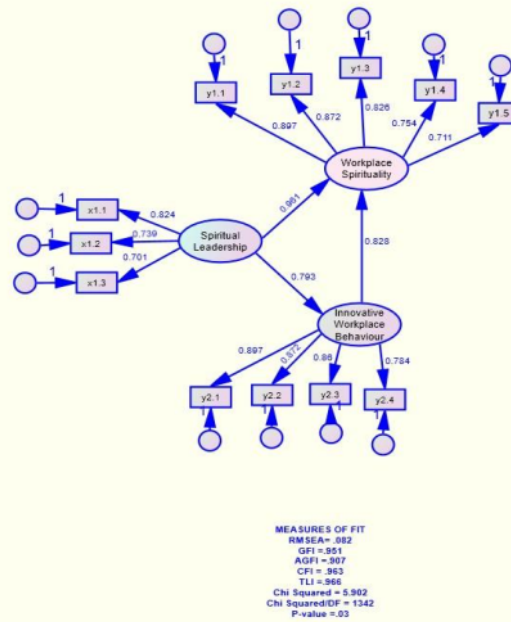 1
1
1
1
1
y1.1
y1.2
y1.3
y1.4
y1.5
0.897
0.872
0.826
0.754
0.711
Workplace
Spirituality
1
x1.1
0.824
1
x1.2
0.739
1
x1.3
0.701
Spiritual
Leadership
0.961
0.793
0.828
Innovative
Workplace
Behaviour
0.897
0.872
0.86
0.784
y2.1
y2.2
y2.3
y2.4
1
1
1
1
MEASURES OF FIT
RMSEA= .082
GFI =.951
AGFI =.907
CFI = .963
TLI =.966
Chi Squared = 5.902
Chi Squared/DF = 1342
P-value =.03